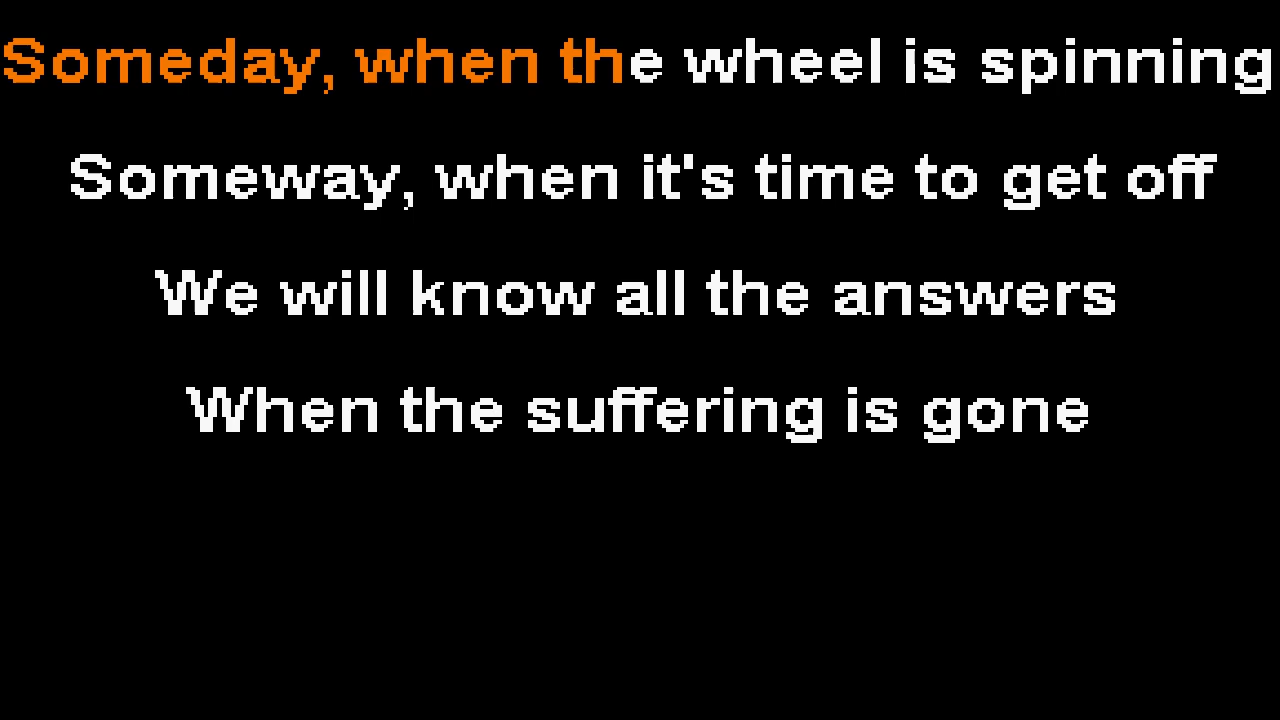 Someday, when the wheel is spinning
Someway, when it's time to get off
We will know all the answers
When the suffering is gone